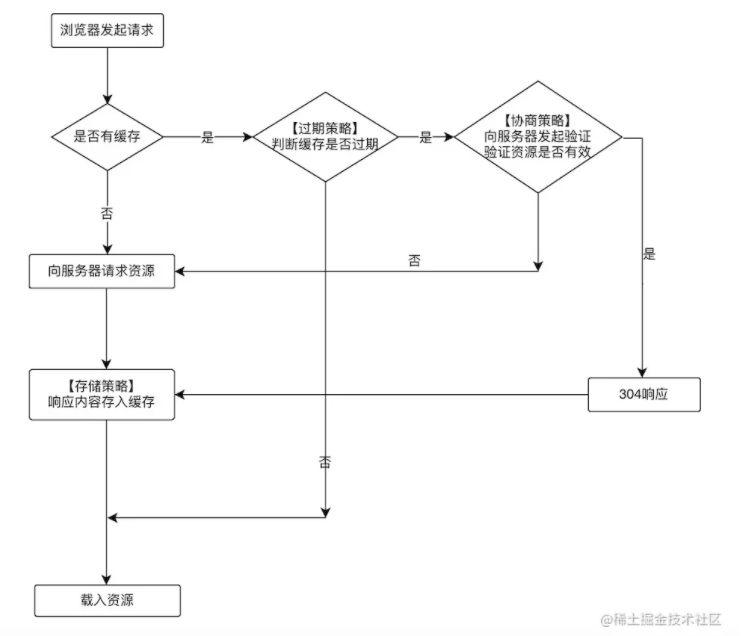 浏览器发起请求
是否有缓存
是
【过期策略】
判断缓存是否过期
是
【协商策略】
向服务器发起验证
验证资源是否有效
否
否
是
向服务器请求资源
【存储策略】
响应内容存入缓存
304响应
否
载入资源
@稀土掘金技术社区